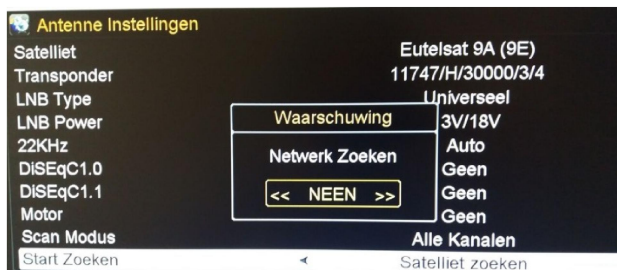 Antenne Instellingen
Satelliet Eutelsat 9A (9E)
Transponder 11747/H/30000/3/4
LNB Type Universeel
LNB Power 3V/18V
22KHz Auto
DiSEqC1.0 Geen
DiSEqC1.1 Geen
Motor Geen
Scan Modus Alle Kanalen
Start Zoeken Satelliet zoeken
Waarschuwing
Netwerk Zoeken
<< NEEN >>